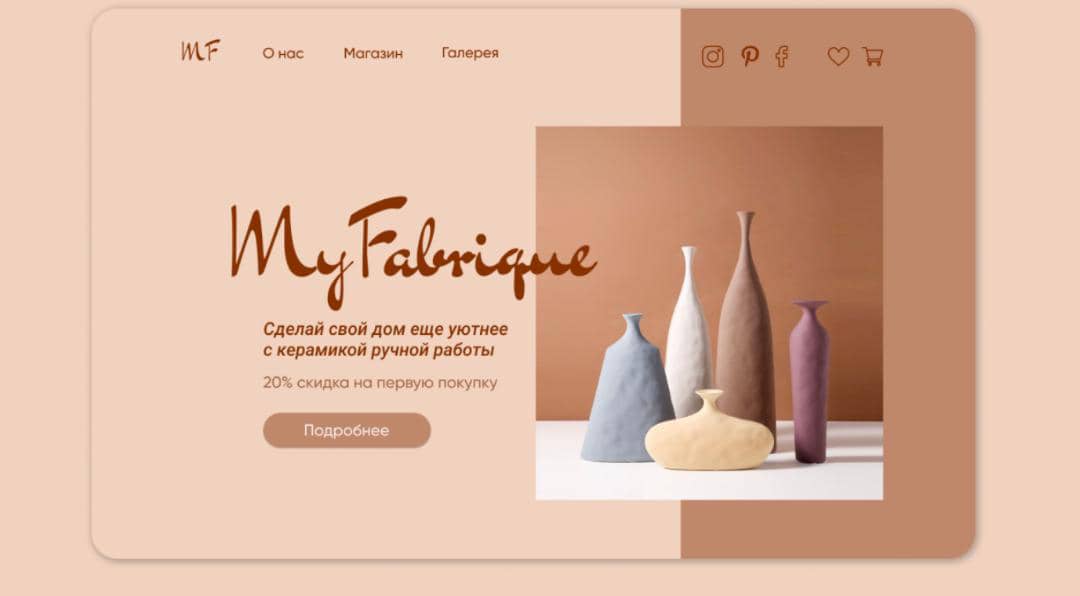 MF
О нас
Магазин
Галерея
MyFabrique
Сделай свой дом еще уютнее
с керамикой ручной работы
20% скидка на первую покупку
Подробнее